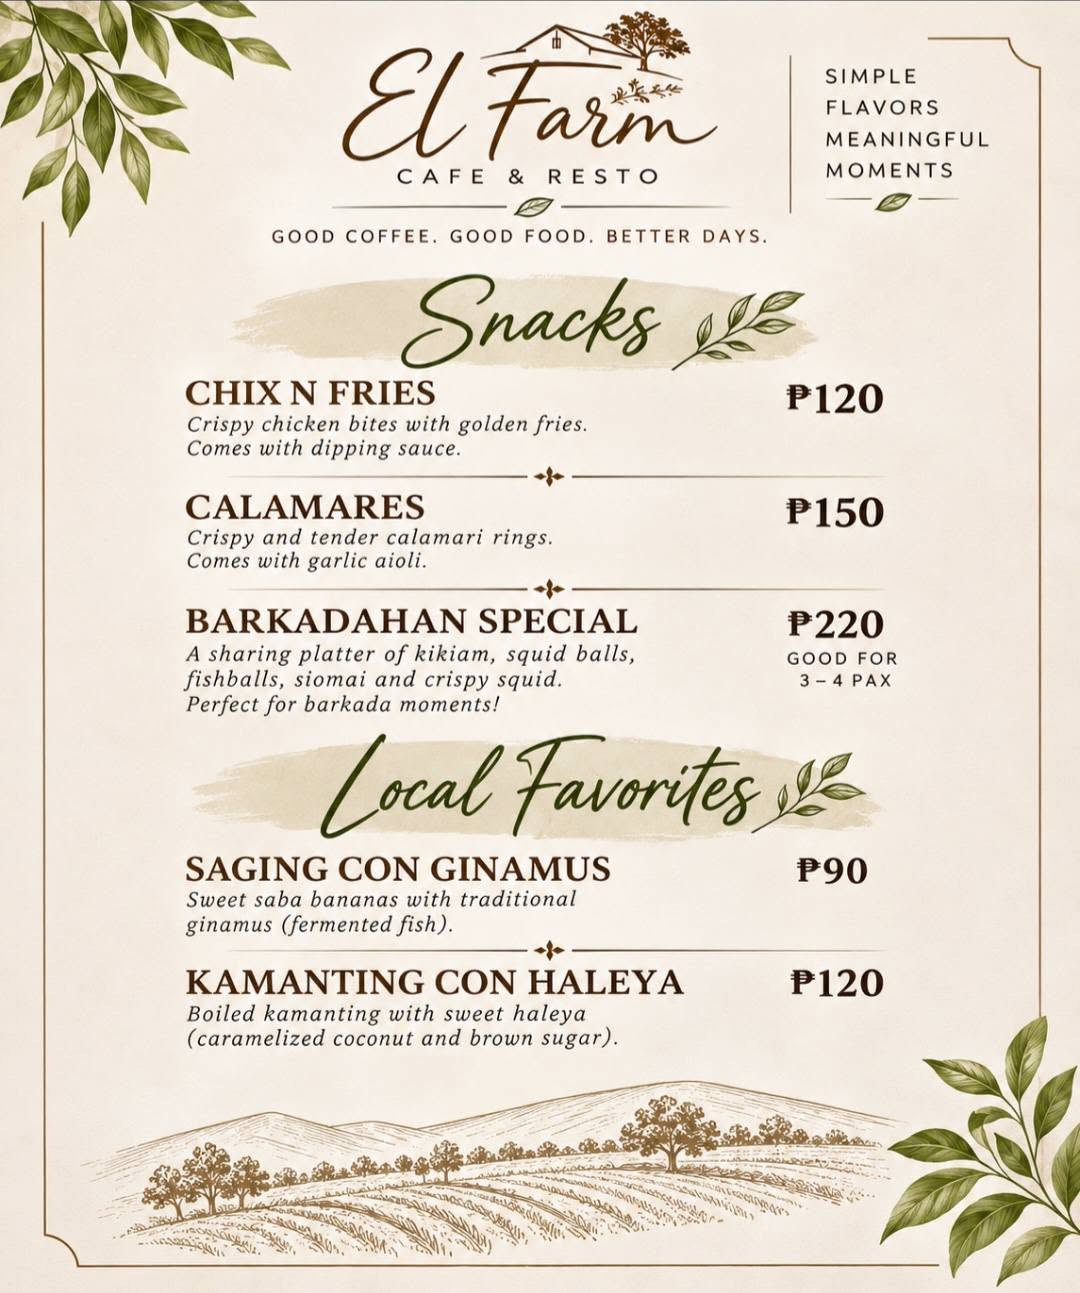 El Farm
CAFE & RESTO
GOOD COFFEE. GOOD FOOD. BETTER DAYS.
SIMPLE
FLAVORS
MEANINGFUL
MOMENTS
Snacks
CHIX N FRIES ₱120
Crispy chicken bites with golden fries.
Comes with dipping sauce.
CALAMARES ₱150
Crispy and tender calamari rings.
Comes with garlic aioli.
BARKADAHAN SPECIAL ₱220
A sharing platter of kikiam, squid balls,
fishballs, siomai and crispy squid.
Perfect for barkada moments!
GOOD FOR
3 – 4 PAX
Local Favorites
SAGING CON GINAMUS ₱90
Sweet saba bananas with traditional
ginamus (fermented fish).
KAMANTING CON HALEYA ₱120
Boiled kamanting with sweet haleya
(caramelized coconut and brown sugar).